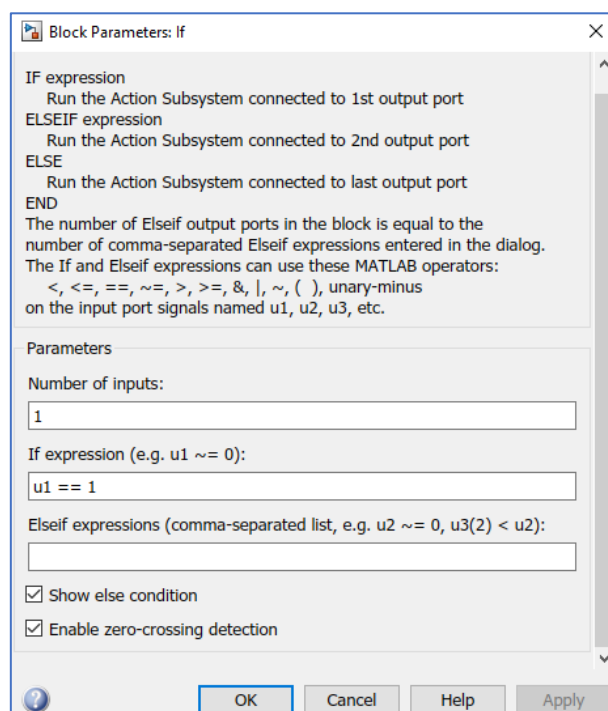 Block Parameters: If
IF expression
Run the Action Subsystem connected to 1st output port
ELSEIF expression
Run the Action Subsystem connected to 2nd output port
ELSE
Run the Action Subsystem connected to last output port
END
The number of Elseif output ports in the block is equal to the
number of comma-separated Elseif expressions entered in the dialog.
The If and Elseif expressions can use these MATLAB operators:
<, <=, ==, ~=, >, >=, &, |, ~, ( ), unary-minus
on the input port signals named u1, u2, u3, etc.
Parameters
Number of inputs:
1
If expression (e.g. u1 ~= 0):
u1 == 1
Elseif expressions (comma-separated list, e.g. u2 ~= 0, u3(2) < u2):
Show else condition
Enable zero-crossing detection
? OK Cancel Help Apply